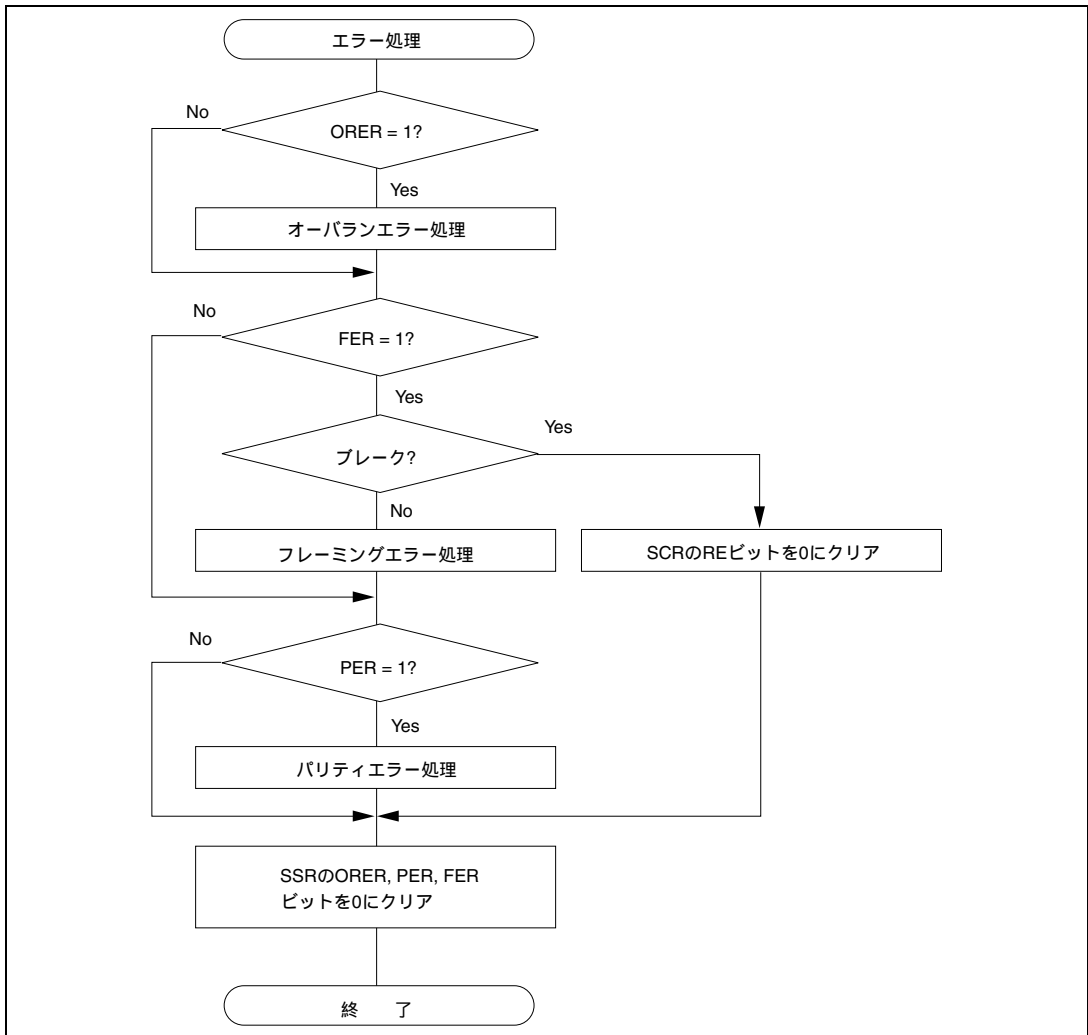 エラー処理
No
ORER = 1?
Yes
オーバランエラー処理
No
FER = 1?
Yes
ブレーク?
Yes
No
フレーミングエラー処理
SCRのREビットを0にクリア
No
PER = 1?
Yes
パリティエラー処理
SSRのORER, PER, FER
ビットを0にクリア
終　了